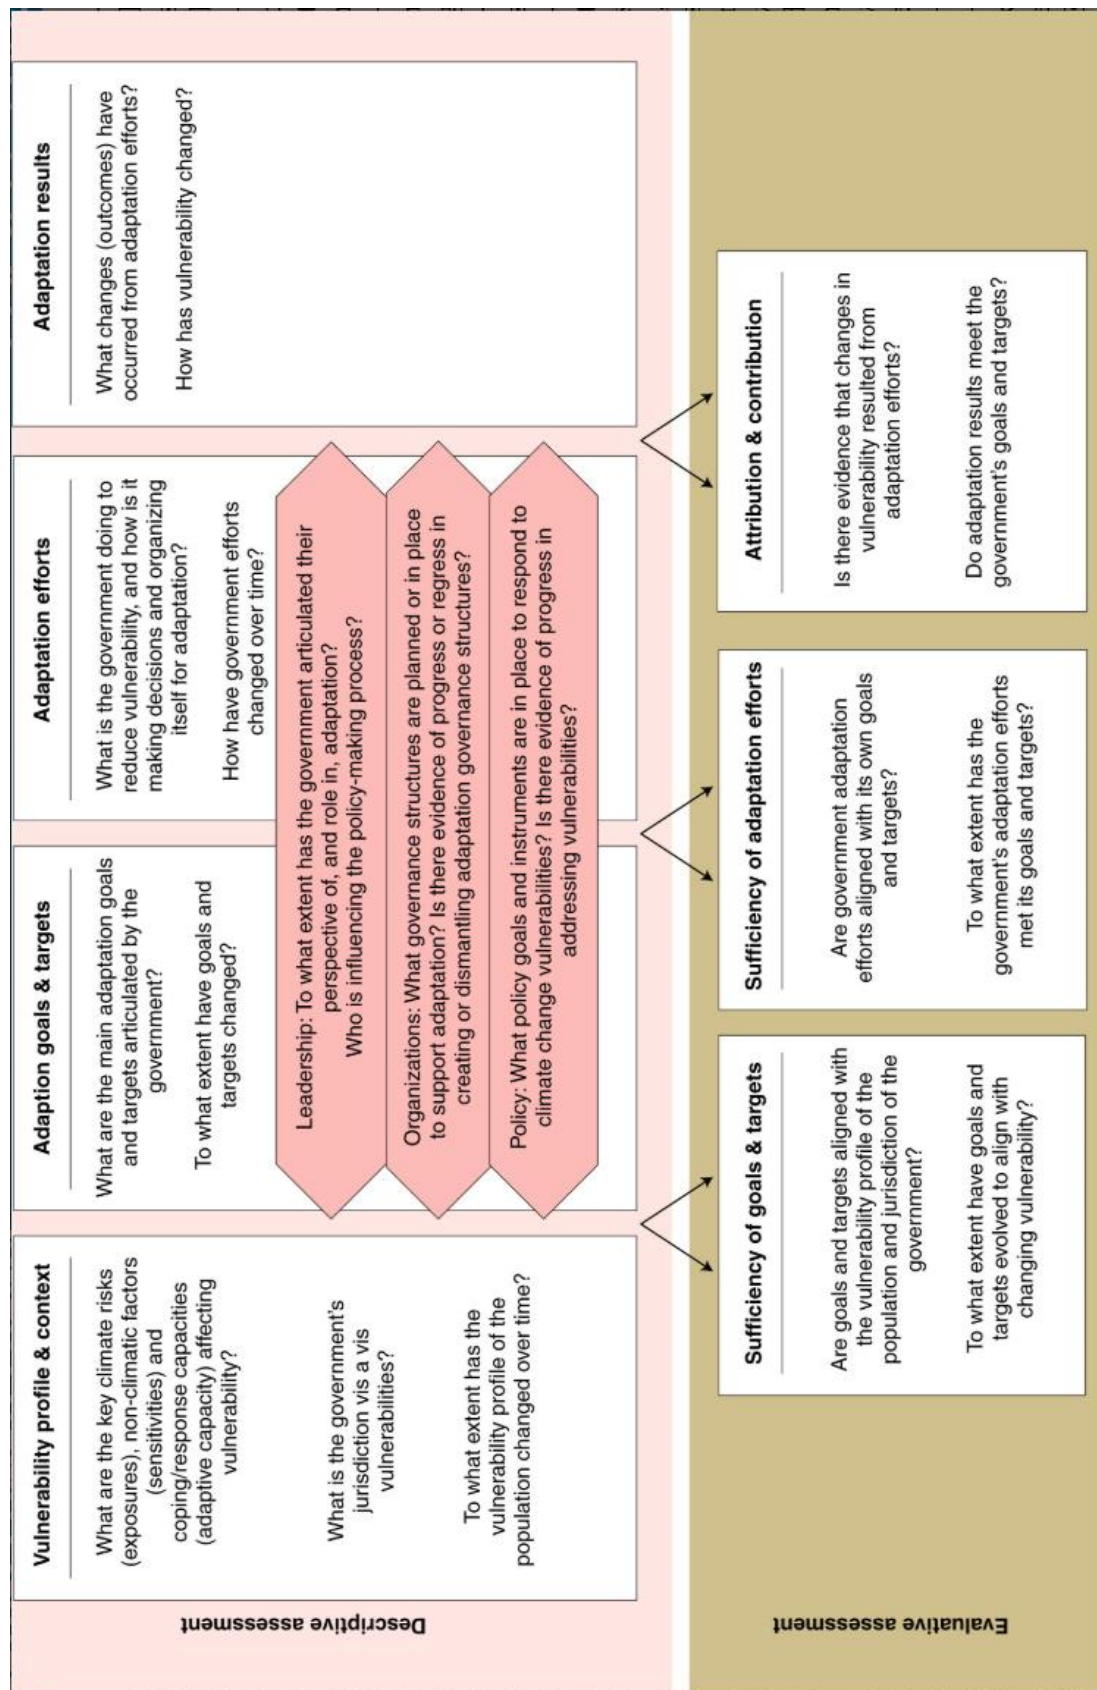 Descriptive assessment
Vulnerability profile & context
What are the key climate risks
(exposures), non-climatic factors
(sensitivities) and
coping/response capacities
(adaptive capacity) affecting
vulnerability?
What is the government's
jurisdiction vis a vis
vulnerabilities?
To what extent has the
vulnerability profile of the
population changed over time?
Adaption goals & targets
What are the main adaptation goals
and targets articulated by the
government?
To what extent have goals and
targets changed?
Adaptation efforts
What is the government doing to
reduce vulnerability, and how is it
making decisions and organizing
itself for adaptation?
How have government efforts
changed over time?
Adaptation results
What changes (outcomes) have
occurred from adaptation efforts?
How has vulnerability changed?
Leadership: To what extent has the government articulated their
perspective of, and role in, adaptation?
Who is influencing the policy-making process?
Organizations: What governance structures are planned or in place
to support adaptation? Is there evidence of progress or regress in
creating or dismantling adaptation governance structures?
Policy: What policy goals and instruments are in place to respond to
climate change vulnerabilities? Is there evidence of progress in
addressing vulnerabilities?
Evaluative assessment
Sufficiency of goals & targets
Are goals and targets aligned with
the vulnerability profile of the
population and jurisdiction of the
government?
To what extent have goals and
targets evolved to align with
changing vulnerability?
Sufficiency of adaptation efforts
Are government adaptation
efforts aligned with its own goals
and targets?
To what extent has the
government's adaptation efforts
met its goals and targets?
Attribution & contribution
Is there evidence that changes in
vulnerability resulted from
adaptation efforts?
Do adaptation results meet the
government's goals and targets?